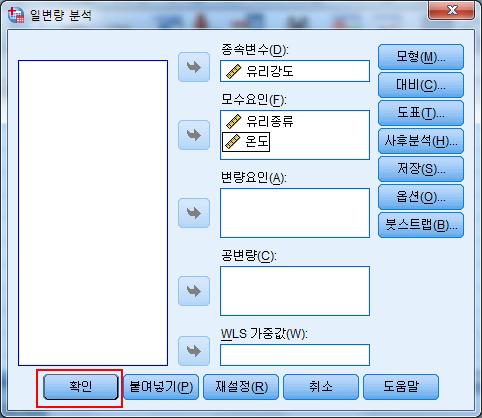 일변량 분석
종속변수(D):
유리강도
모수요인(F):
유리종류
온도
변량요인(A):
공변량(C):
WLS 가중값(W):
모형(M)...
대비(C)...
도표(T)...
사후분석(H)...
저장(S)...
옵션(O)...
붓스트랩(B)...
확인 붙여넣기(P) 재설정(R) 취소 도움말